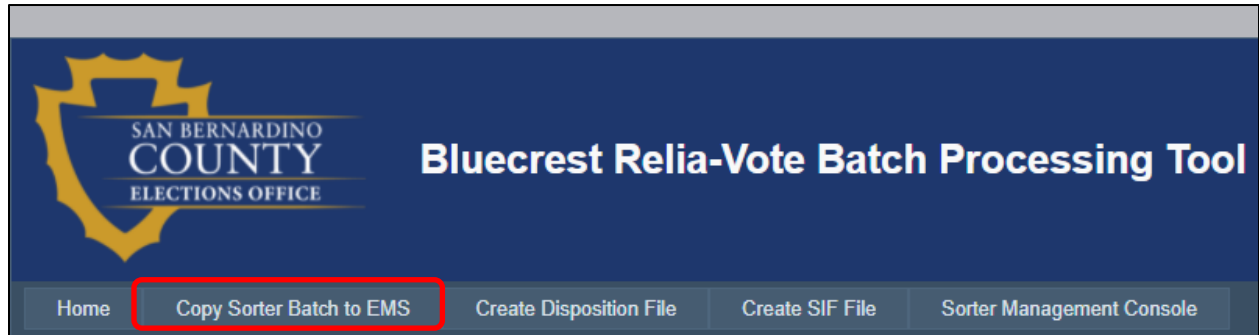 SAN BERNARDINO
COUNTY
ELECTIONS OFFICE
Bluecrest Relia-Vote Batch Processing Tool
Home Copy Sorter Batch to EMS Create Disposition File Create SIF File Sorter Management Console